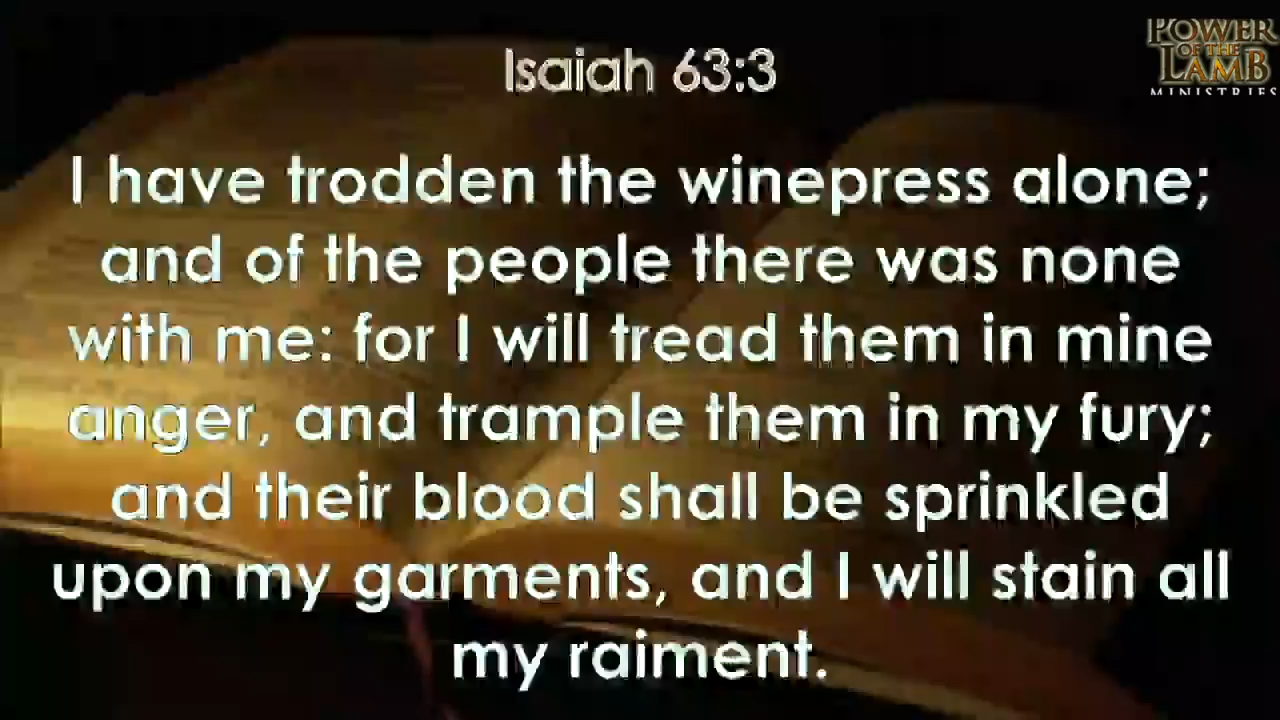 Isaiah 63:3
POWER
OF THE
LAMB
MINISTRIES
I have trodden the winepress alone;
and of the people there was none
with me: for I will tread them in mine
anger, and trample them in my fury;
and their blood shall be sprinkled
upon my garments, and I will stain all
my raiment.